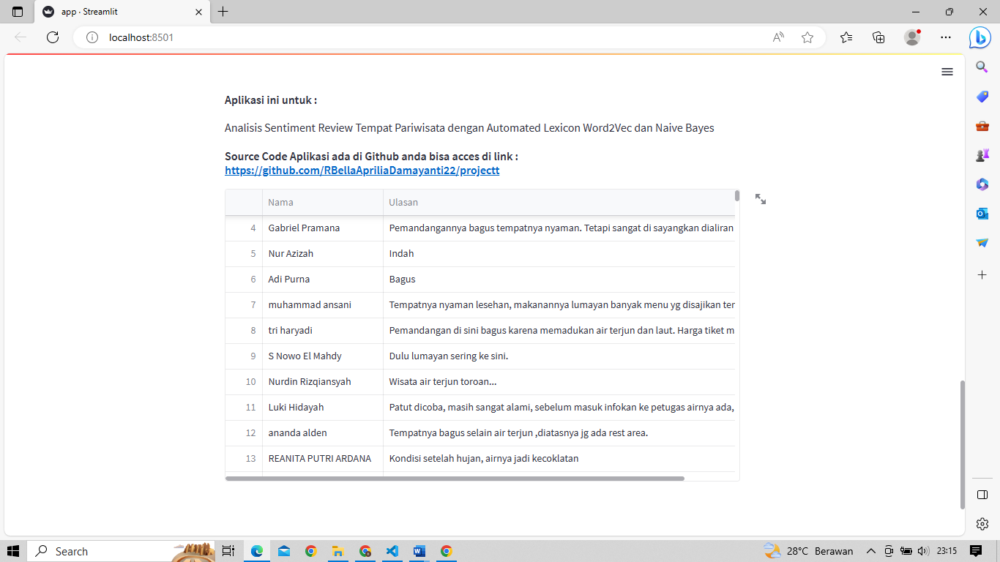 app · Streamlit
localhost:8501
Aplikasi ini untuk :
Analisis Sentiment Review Tempat Pariwisata dengan Automated Lexicon Word2Vec dan Naive Bayes
Source Code Aplikasi ada di Github anda bisa acces di link :
https://github.com/RBellaApriliaDamayanti22/projectt
Nama Ulasan
4 Gabriel Pramana Pemandangannya bagus tempatnya nyaman. Tetapi sangat di sayangkan dialiran
5 Nur Azizah Indah
6 Adi Purna Bagus
7 muhammad ansani Tempatnya nyaman lesehan, makanannya lumayan banyak menu yg disajikan ter
8 tri haryadi Pemandangan di sini bagus karena memadukan air terjun dan laut. Harga tiket m
9 S Nowo El Mahdy Dulu lumayan sering ke sini.
10 Nurdin Rizqiansyah Wisata air terjun toroan...
11 Luki Hidayah Patut dicoba, masih sangat alami, sebelum masuk infokan ke petugas airnya ada,
12 ananda alden Tempatnya bagus selain air terjun ,diatasnya jg ada rest area.
13 REANITA PUTRI ARDANA Kondisi setelah hujan, airnya jadi kecoklatan
Search
28°C Berawan
23:15